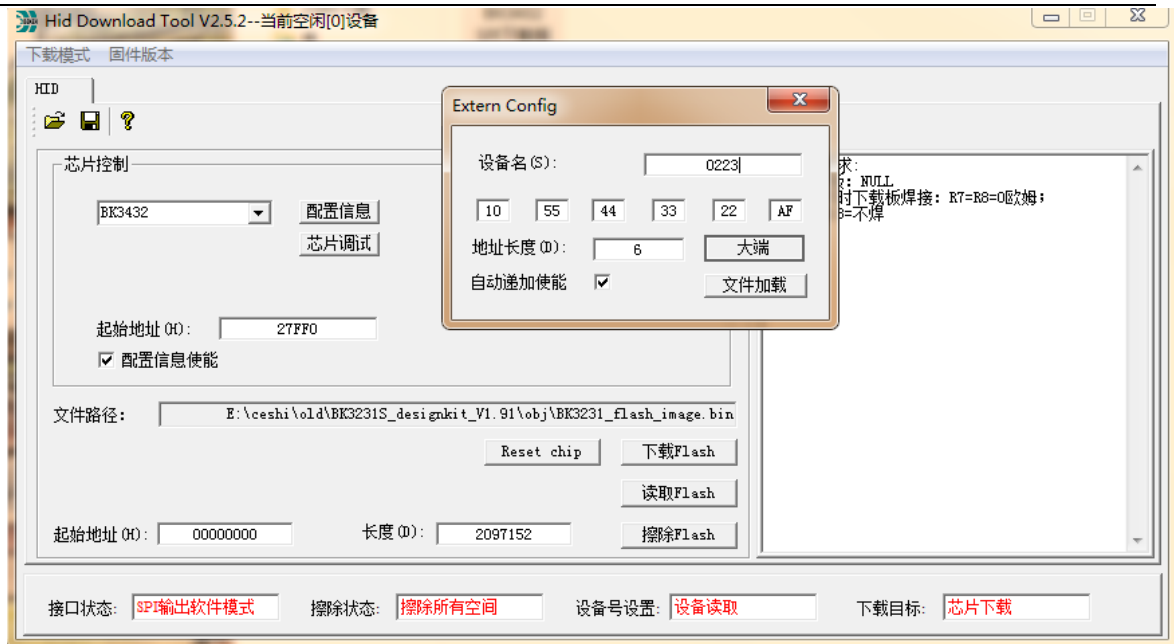 Hid Download Tool V2.5.2--当前空闲[0]设备
下载模式 固件版本
HID
Extern Config
设备名(S): 0223
10 55 44 33 22 AF
地址长度(D): 6 大端
自动递加使能 文件加载
芯片控制
BK3432 配置信息
芯片调试
起始地址(H): 27FF0
配置信息使能
求:
: NULL
时下载板焊接: R7=R8=0欧姆;
=不焊
文件路径: E:\ceshi\old\BK3231S_designkit_V1.91\obj\BK3231_flash_image.bin
Reset chip 下载Flash
读取Flash
起始地址(H): 00000000 长度(D): 2097152 擦除Flash
接口状态: SPI输出软件模式 擦除状态: 擦除所有空间 设备号设置: 设备读取 下载目标: 芯片下载